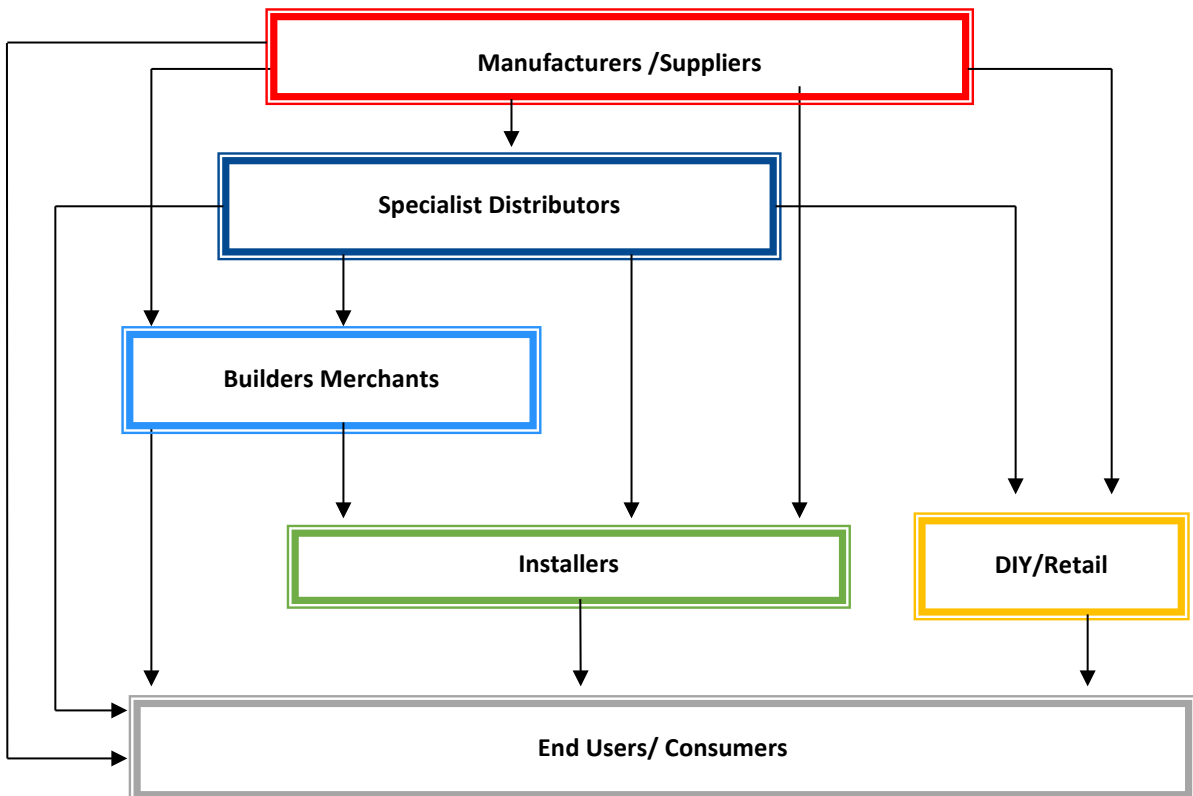 Manufacturers /Suppliers
Specialist Distributors
Builders Merchants
Installers
DIY/Retail
End Users/ Consumers